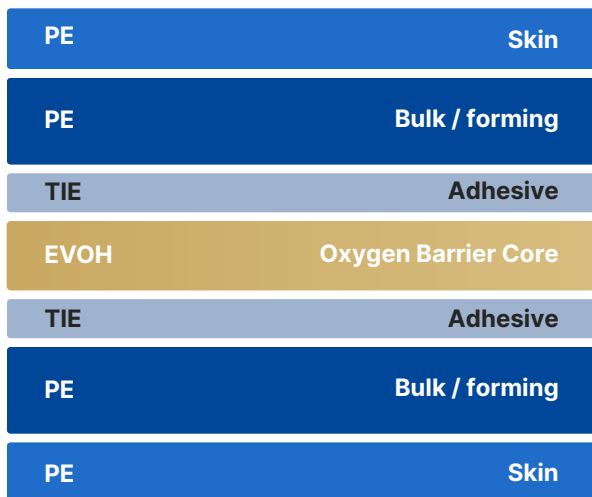 PE Skin
PE Bulk / forming
TIE Adhesive
EVOH Oxygen Barrier Core
TIE Adhesive
PE Bulk / forming
PE Skin